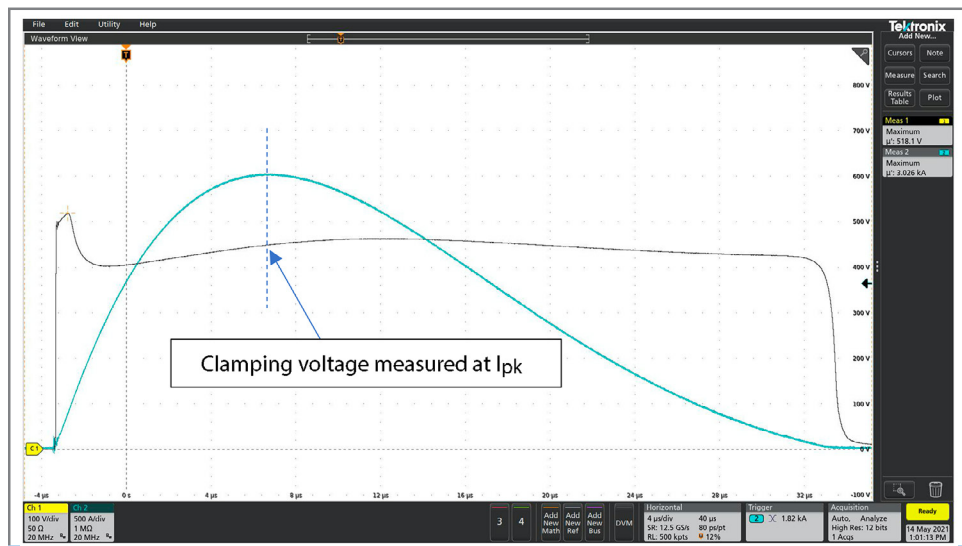 File Edit Utility Help
Tektronix
Waveform View
Add New...
T
Cursors Note
Measure Search
Results Table Plot
Meas 1
Maximum
µ': 518.1 V
Meas 2
Maximum
µ': 3.026 kA
800 V
700 V
600 V
500 V
400 V
300 V
200 V
100 V
0 V
-100 V
Clamping voltage measured at Ipk
C1
-4 µs 0 s 4 µs 8 µs 12 µs 16 µs 20 µs 24 µs 28 µs 32 µs
Ch 1
100 V/div
50 Ω
20 MHz
Ch 2
500 A/div
1 MΩ
20 MHz
3 4
Add New Math
Add New Ref
Add New Bus
DVM
Horizontal
4 µs/div 40 µs
SR: 12.5 GS/s 80 ps/pt
RL: 500 kpts 12%
Trigger
2 1.82 kA
Acquisition
Auto, Analyze
High Res: 12 bits
1 Acqs
Ready
14 May 2021
1:01:13 PM